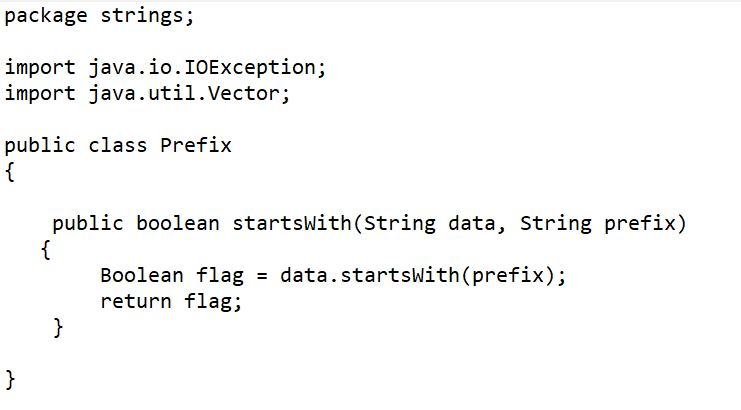 package strings;
import java.io.IOException;
import java.util.Vector;
public class Prefix
{
public boolean startsWith(String data, String prefix)
{
Boolean flag = data.startsWith(prefix);
return flag;
}
}